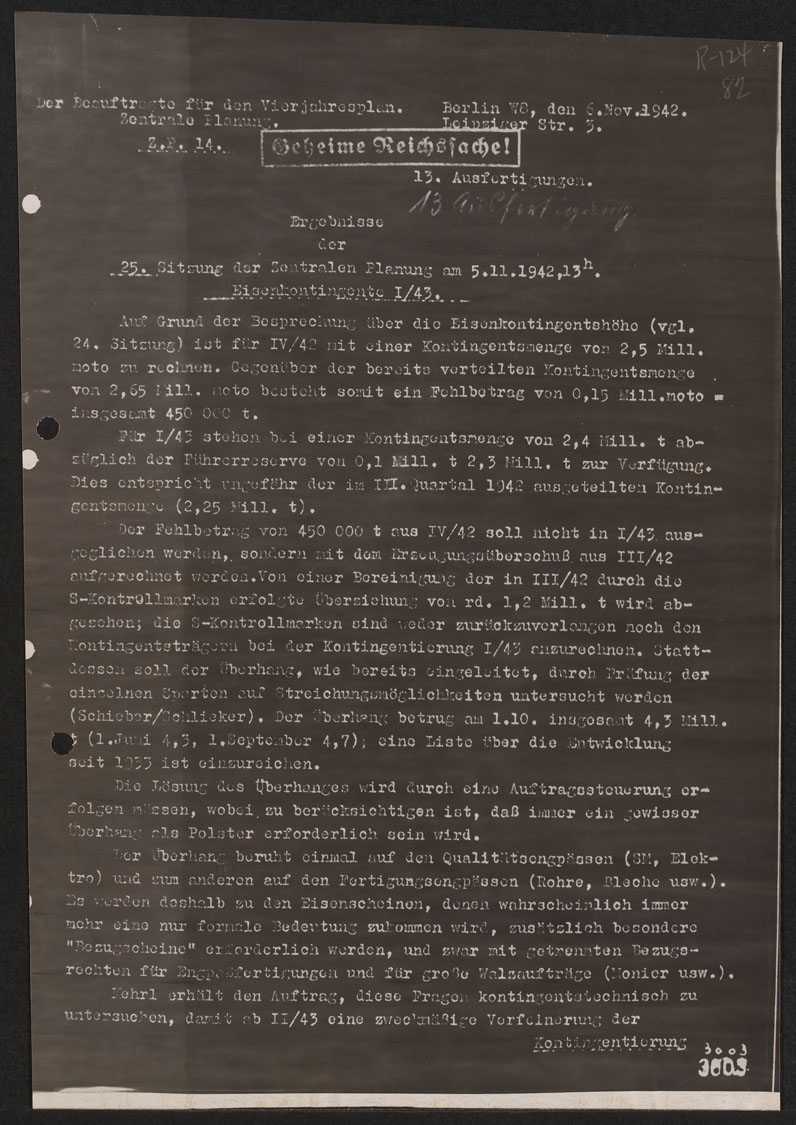 R-124
82
Der Beauftragte für den Vierjahresplan. Berlin W8, den 6.Nov.1942.
Zentrale Planung. Leipziger Str. 3.
Z.P. 14. Geheime Reichssache!
13. Ausfertigungen.
13 Ausfertigung.
Ergebnisse
der
25. Sitzung der Zentralen Planung am 5.11.1942,13h.
Eisenkontingente I/43.
Auf Grund der Besprechung über die Eisenkontingentshöhe (vgl.
24. Sitzung) ist für IV/42 mit einer Kontingentsmenge von 2,5 Mill.
moto zu rechnen. Gegenüber der bereits verteilten Kontingentsmenge
von 2,65 Mill. moto besteht somit ein Fehlbetrag von 0,15 Mill.moto =
insgesamt 450 000 t.
Für I/43 stehen bei einer Kontingentsmenge von 2,4 Mill. t ab-
züglich der Führerreserve von 0,1 Mill. t 2,3 Mill. t zur Verfügung.
Dies entspricht ungefähr der im III.Quartal 1942 ausgeteilten Kontin-
gentsmenge (2,25 Mill. t).
Der Fehlbetrag von 450 000 t aus IV/42 soll nicht in I/43 aus-
geglichen werden, sondern mit dem Erzeugungsüberschuß aus III/42
aufgerechnet werden.Von einer Bereinigung der in III/42 durch die
S-Kontrollmarken erfolgte Überziehung von rd. 1,2 Mill. t wird ab-
gesehen; die S-Kontrollmarken sind weder zurückzuverlangen noch den
Kontingentsträgern bei der Kontingentierung I/43 anzurechnen. Statt-
dessen soll der Überhang, wie bereits eingeleitet, durch Prüfung der
einzelnen Sparten auf Streichungsmöglichkeiten untersucht werden
(Schieber/Schlieker). Der Überhang betrug am 1.10. insgesamt 4,3 Mill.
t (1.Juni 4,3, 1.September 4,7); eine Liste über die Entwicklung
seit 1933 ist einzureichen.
Die Lösung des Überhanges wird durch eine Auftragssteuerung er-
folgen müssen, wobei zu berücksichtigen ist, daß immer ein gewisser
Überhang als Polster erforderlich sein wird.
Der Überhang beruht einmal auf den Qualitätsengpässen (SM, Elek-
tro) und zum anderen auf den Fertigungsengpässen (Rohre, Bleche usw.).
Es werden deshalb zu den Eisenscheinen, denen wahrscheinlich immer
mehr eine nur formale Bedeutung zukommen wird, zusätzlich besondere
"Bezugscheine" erforderlich werden, und zwar mit getrennten Bezugs-
rechten für Engpaßfertigungen und für große Walzaufträge (Monier usw.).
Kehrl erhält den Auftrag, diese Fragen kontingentstechnisch zu
untersuchen, damit ab II/43 eine zweckmäßige Verfeinerung der
Kontingentierung
3003
3003